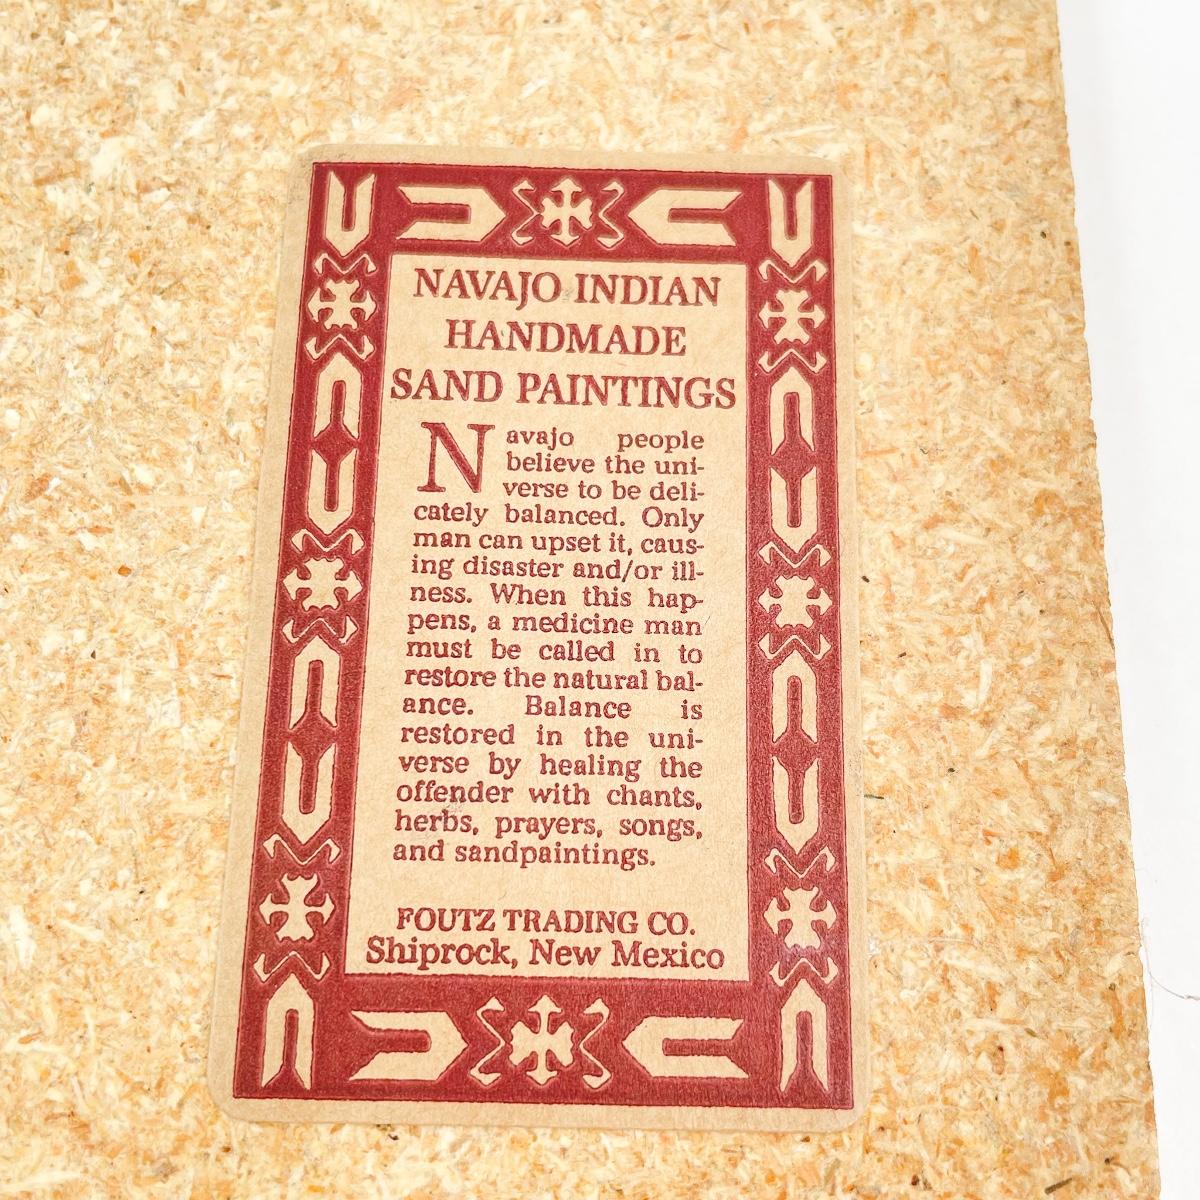 NAVAJO INDIAN
HANDMADE
SAND PAINTINGS
Navajo people
believe the uni-
verse to be deli-
cately balanced. Only
man can upset it, caus-
ing disaster and/or ill-
ness. When this hap-
pens, a medicine man
must be called in to
restore the natural bal-
ance. Balance is
restored in the uni-
verse by healing the
offender with chants,
herbs, prayers, songs,
and sandpaintings.
FOUTZ TRADING CO.
Shiprock, New Mexico